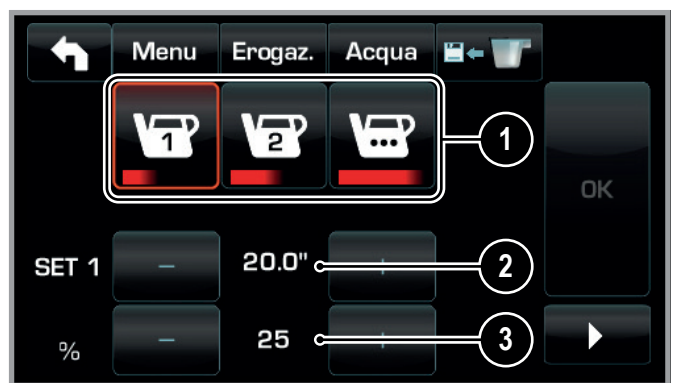 Menu Erogaz. Acqua
1 2 ... 1
OK
SET 1 - 20.0" + 2
% - 25 + 3